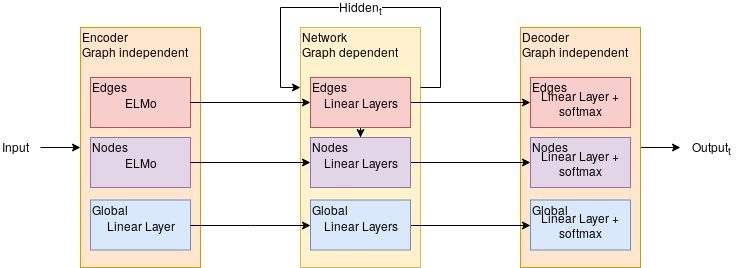 Hidden_t
Encoder
Graph independent
Network
Graph dependent
Decoder
Graph independent
Edges
ELMo
Edges
Linear Layers
Edges
Linear Layer +
softmax
Input
Nodes
ELMo
Nodes
Linear Layers
Nodes
Linear Layer +
softmax
Output_t
Global
Linear Layer
Global
Linear Layers
Global
Linear Layer +
softmax